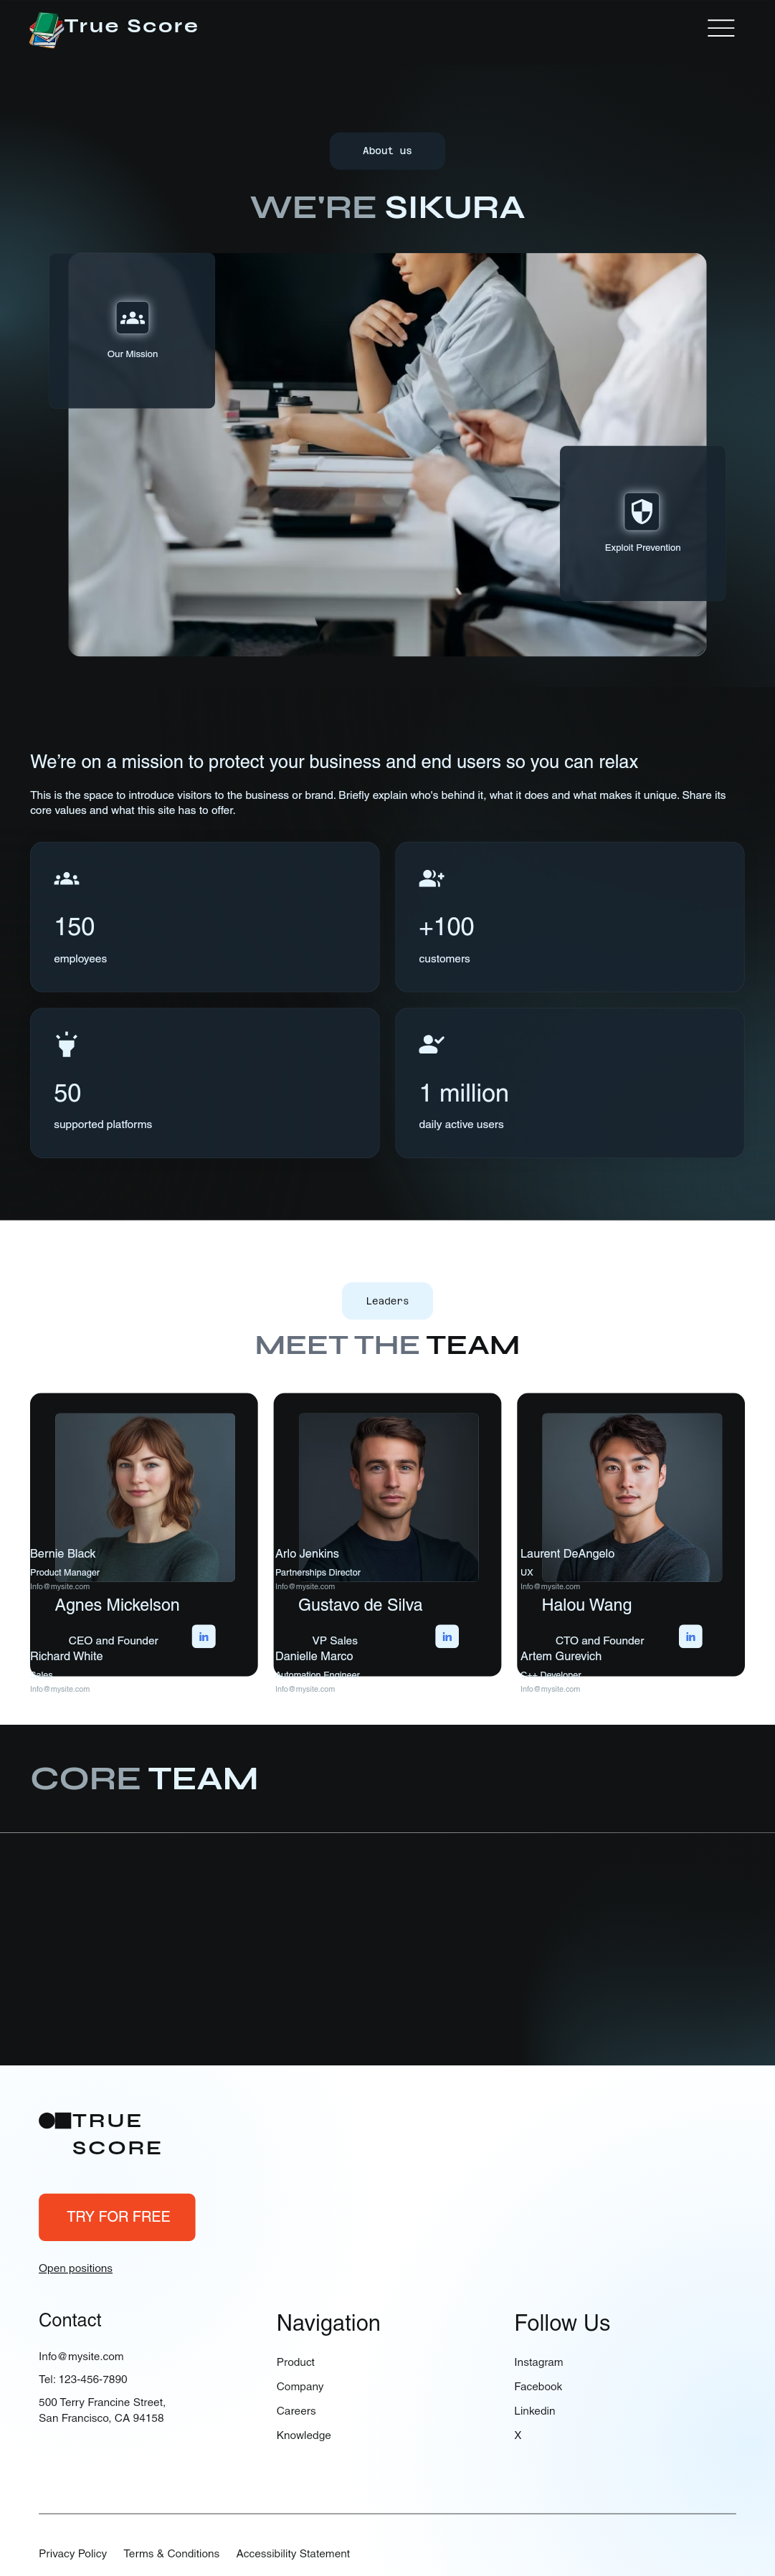 True Score
About us
WE'RE SIKURA
Our Mission
Exploit Prevention
We’re on a mission to protect your business and end users so you can relax
This is the space to introduce visitors to the business or brand. Briefly explain who's behind it, what it does and what makes it unique. Share its
core values and what this site has to offer.
150
employees
+100
customers
50
supported platforms
1 million
daily active users
Leaders
MEET THE TEAM
Bernie Black
Product Manager
Info@mysite.com
Arlo Jenkins
Partnerships Director
Info@mysite.com
Laurent DeAngelo
UX
Info@mysite.com
Agnes Mickelson
CEO and Founder
in
Gustavo de Silva
VP Sales
in
Halou Wang
CTO and Founder
in
Richard White
Sales
Info@mysite.com
Danielle Marco
Automation Engineer
Info@mysite.com
Artem Gurevich
C++ Developer
Info@mysite.com
CORE TEAM
TRUE
SCORE
TRY FOR FREE
Open positions
Contact
Info@mysite.com
Tel: 123-456-7890
500 Terry Francine Street,
San Francisco, CA 94158
Navigation
Product
Company
Careers
Knowledge
Follow Us
Instagram
Facebook
Linkedin
X
Privacy Policy
Terms & Conditions
Accessibility Statement